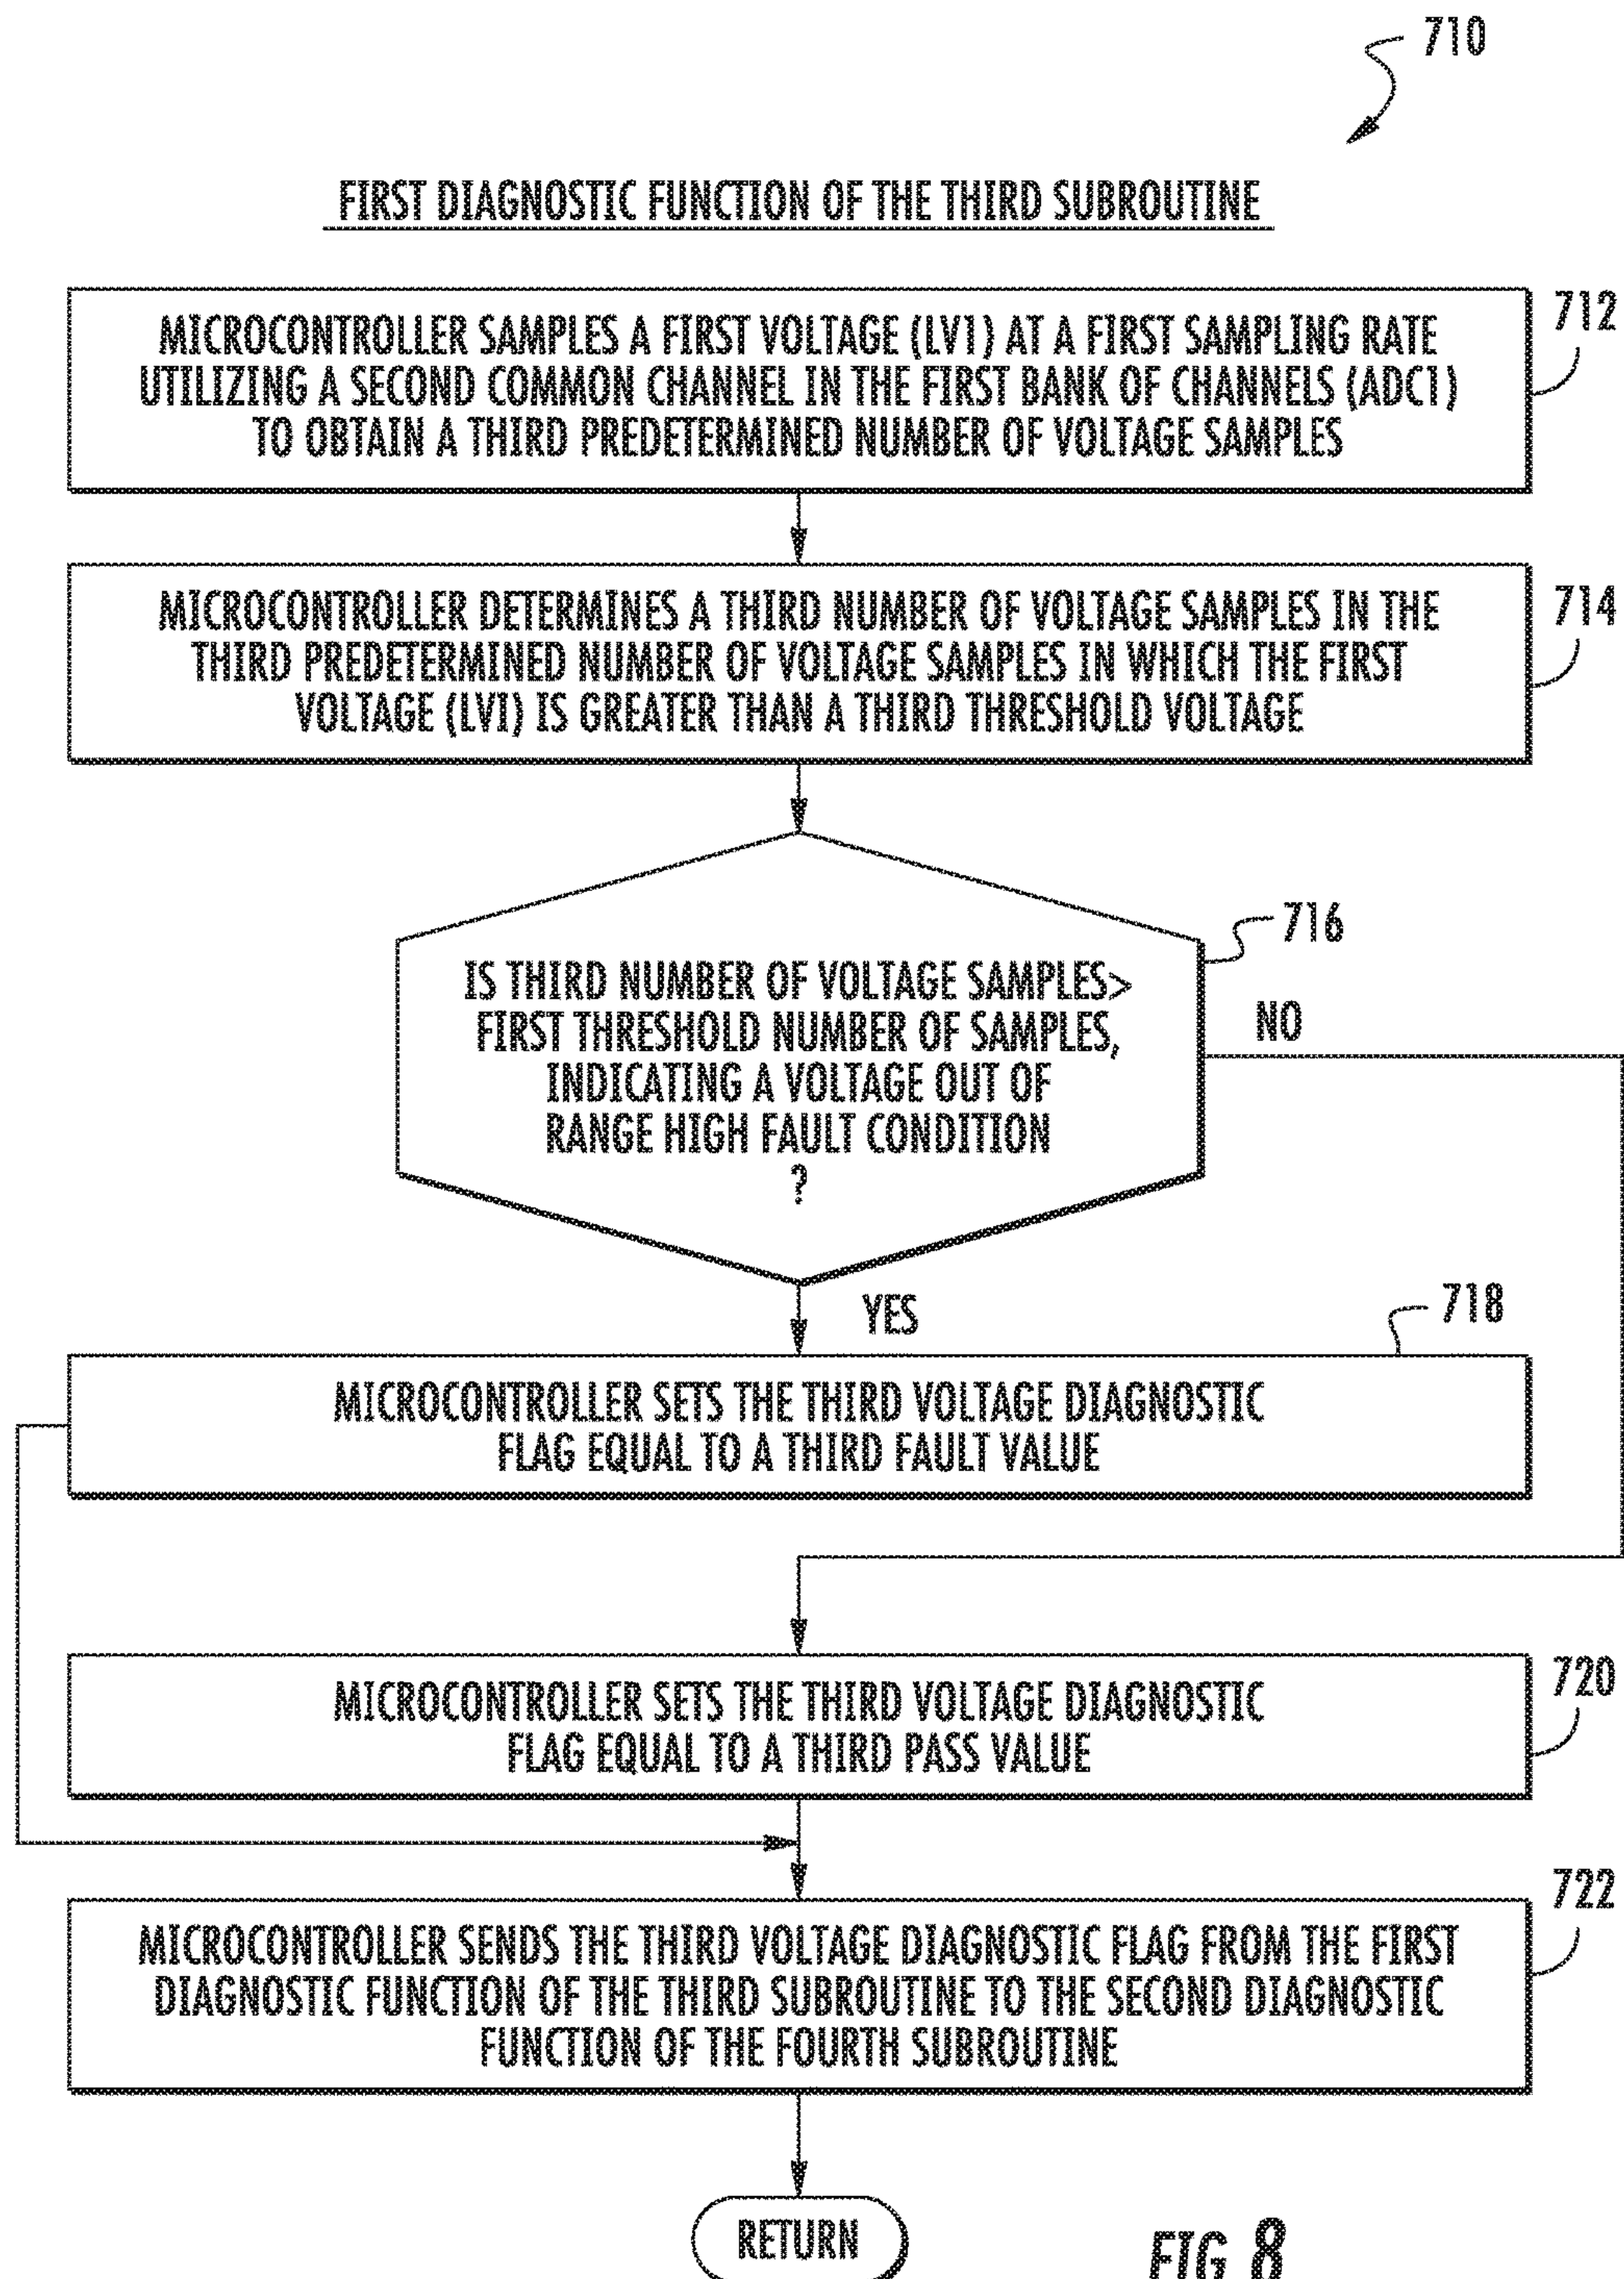 710
FIRST DIAGNOSTIC FUNCTION OF THE THIRD SUBROUTINE
712
MICROCONTROLLER SAMPLES A FIRST VOLTAGE (LV1) AT A FIRST SAMPLING RATE
UTILIZING A SECOND COMMON CHANNEL IN THE FIRST BANK OF CHANNELS (ADC1)
TO OBTAIN A THIRD PREDETERMINED NUMBER OF VOLTAGE SAMPLES
714
MICROCONTROLLER DETERMINES A THIRD NUMBER OF VOLTAGE SAMPLES IN THE
THIRD PREDETERMINED NUMBER OF VOLTAGE SAMPLES IN WHICH THE FIRST
VOLTAGE (LVI) IS GREATER THAN A THIRD THRESHOLD VOLTAGE
716
IS THIRD NUMBER OF VOLTAGE SAMPLES>
FIRST THRESHOLD NUMBER OF SAMPLES,
INDICATING A VOLTAGE OUT OF
RANGE HIGH FAULT CONDITION
?
NO
YES
718
MICROCONTROLLER SETS THE THIRD VOLTAGE DIAGNOSTIC
FLAG EQUAL TO A THIRD FAULT VALUE
720
MICROCONTROLLER SETS THE THIRD VOLTAGE DIAGNOSTIC
FLAG EQUAL TO A THIRD PASS VALUE
722
MICROCONTROLLER SENDS THE THIRD VOLTAGE DIAGNOSTIC FLAG FROM THE FIRST
DIAGNOSTIC FUNCTION OF THE THIRD SUBROUTINE TO THE SECOND DIAGNOSTIC
FUNCTION OF THE FOURTH SUBROUTINE
RETURN
FIG 8